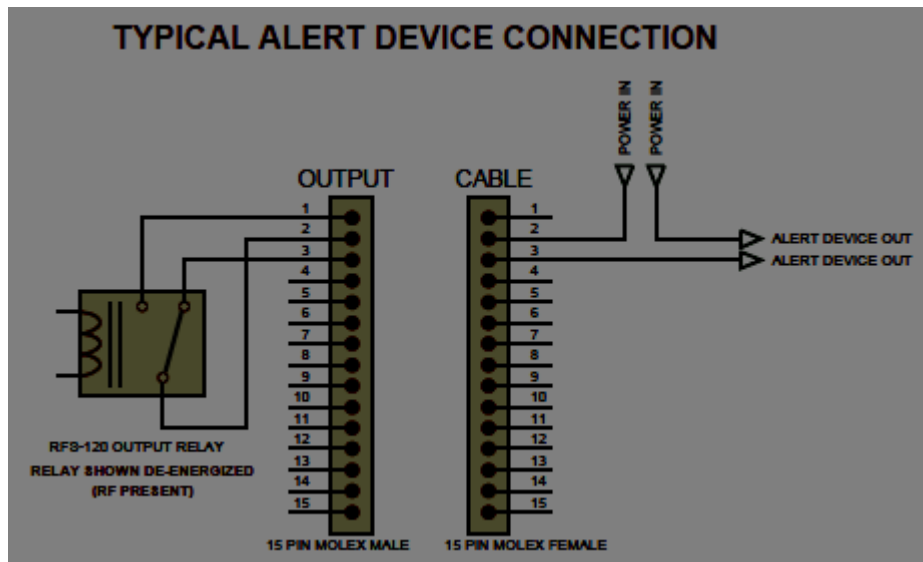 TYPICAL ALERT DEVICE CONNECTION
POWER IN
POWER IN
OUTPUT
CABLE
1
2
3
4
5
6
7
8
9
10
11
12
13
14
15
1
2
3
4
5
6
7
8
9
10
11
12
13
14
15
ALERT DEVICE OUT
ALERT DEVICE OUT
RFS-120 OUTPUT RELAY
RELAY SHOWN DE-ENERGIZED
(RF PRESENT)
15 PIN MOLEX MALE
15 PIN MOLEX FEMALE